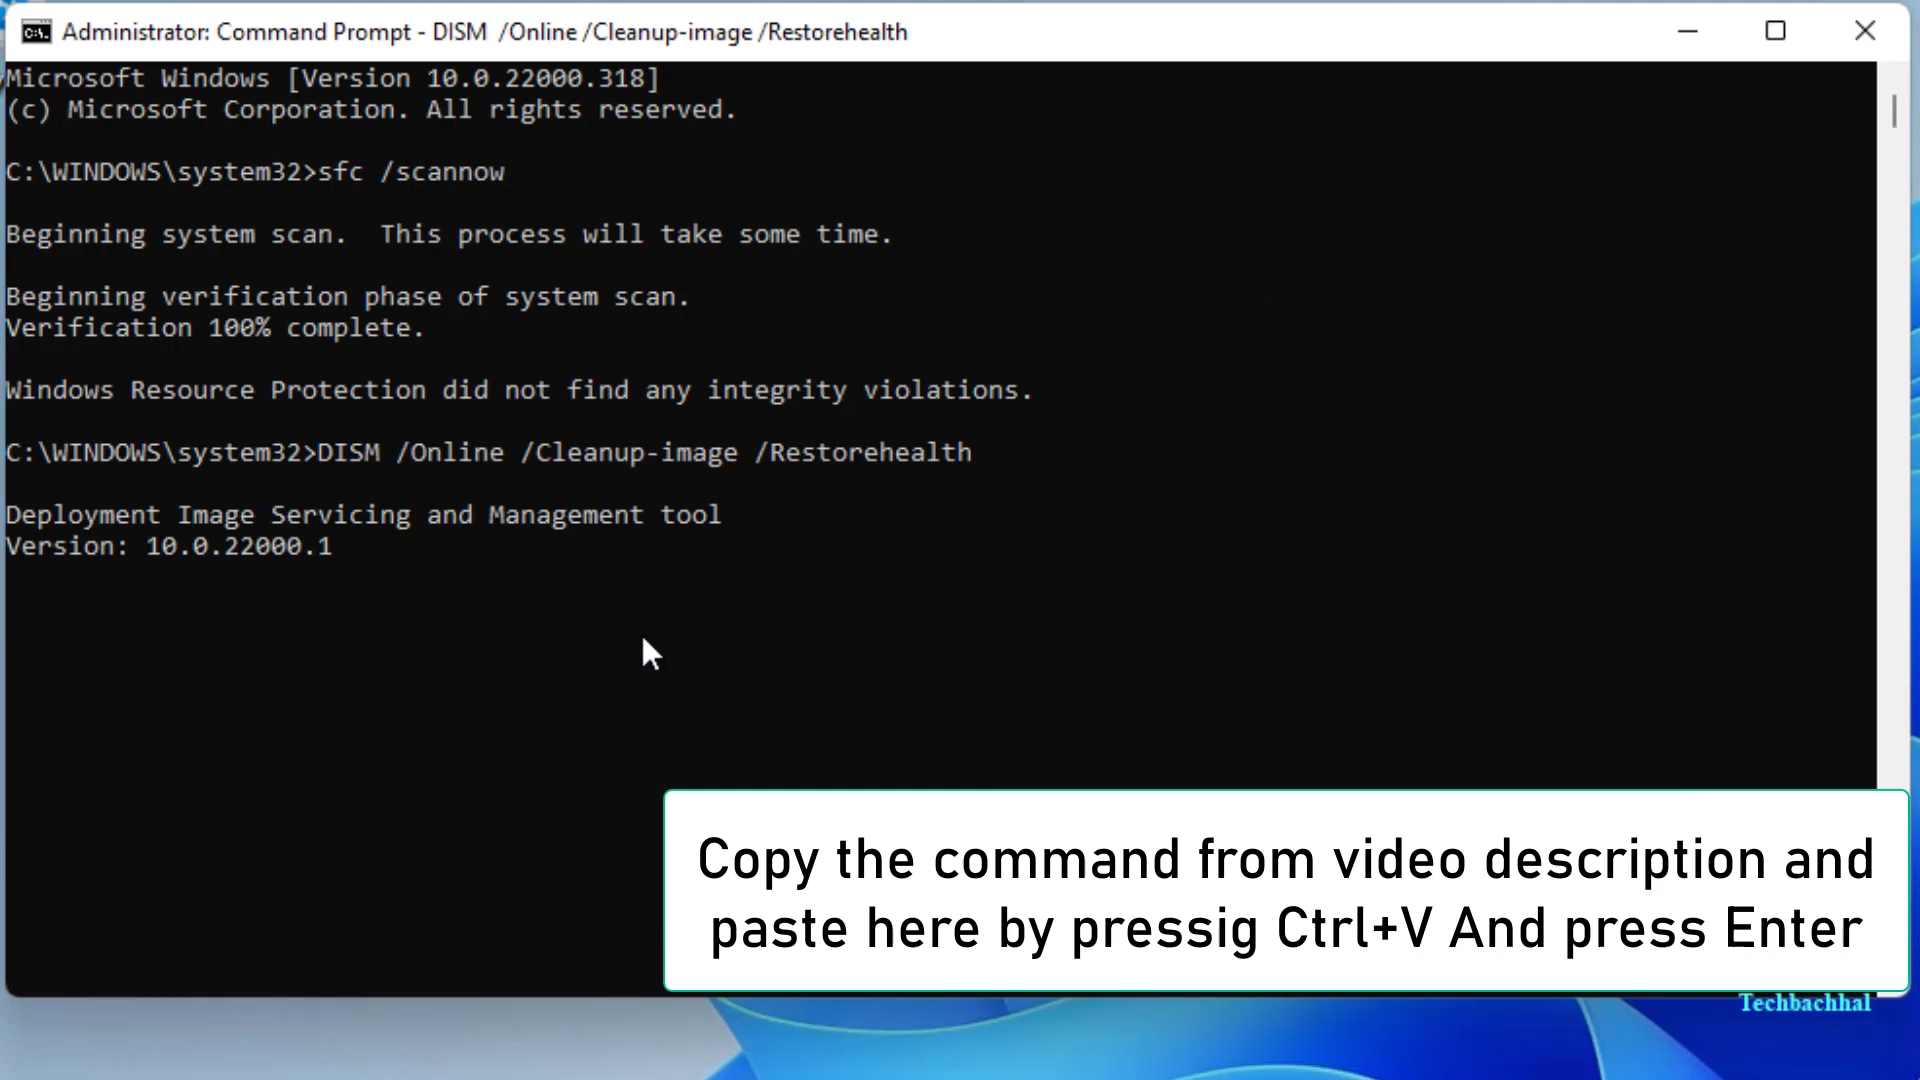 Administrator: Command Prompt - DISM  /Online /Cleanup-image /Restorehealth
Microsoft Windows [Version 10.0.22000.318]
(c) Microsoft Corporation. All rights reserved.
C:\WINDOWS\system32>sfc /scannow
Beginning system scan.  This process will take some time.
Beginning verification phase of system scan.
Verification 100% complete.
Windows Resource Protection did not find any integrity violations.
C:\WINDOWS\system32>DISM /Online /Cleanup-image /Restorehealth
Deployment Image Servicing and Management tool
Version: 10.0.22000.1
Copy the command from video description and
paste here by pressig Ctrl+V And press Enter
Techbachhal